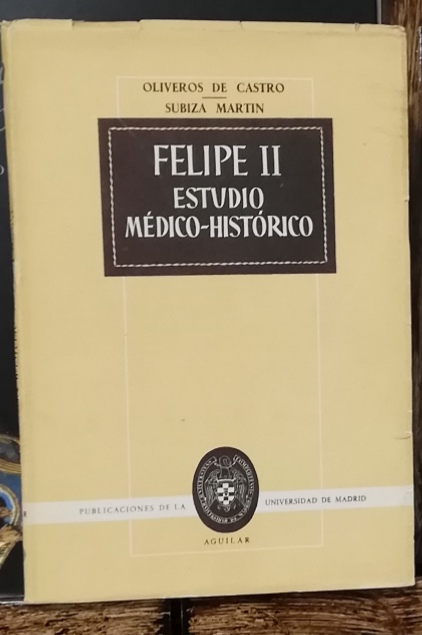 OLIVEROS DE CASTRO
SUBIZA MARTIN
FELIPE II
ESTUDIO
MÉDICO-HISTÓRICO
PUBLICACIONES DE LA UNIVERSIDAD DE MADRID
AGUILAR